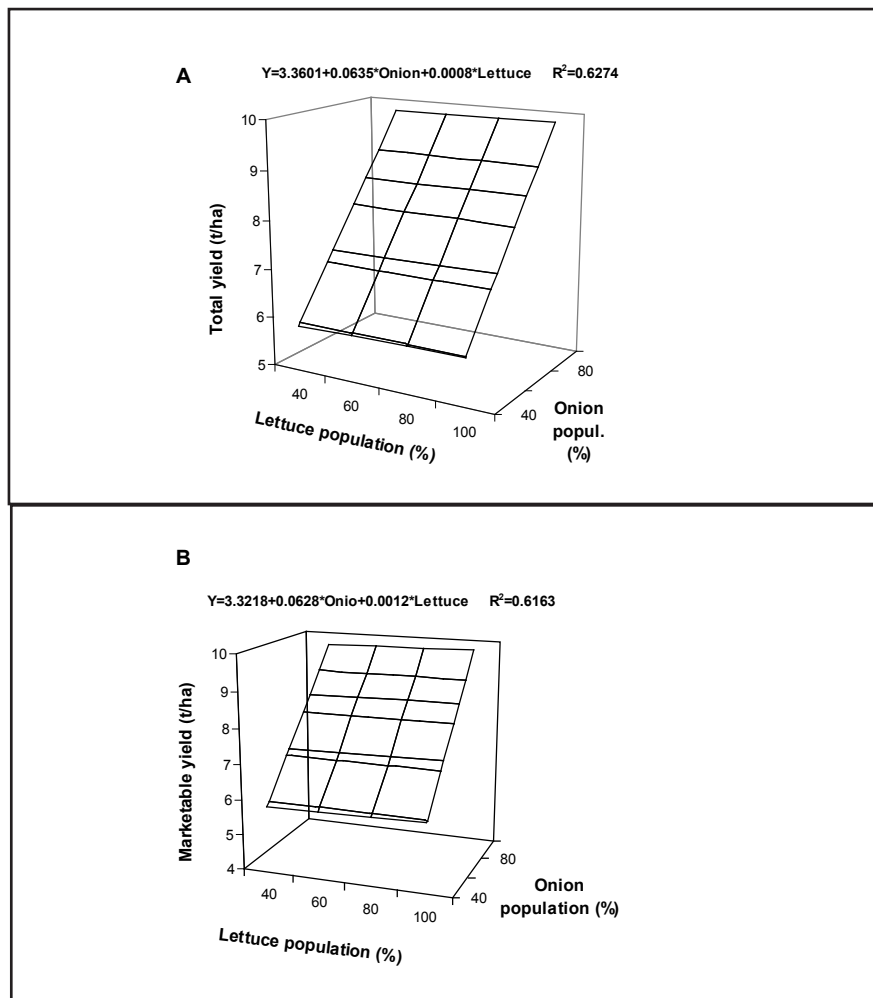 A
Y=3.3601+0.0635*Onion+0.0008*Lettuce R²=0.6274
10
9
8
7
6
5
Total yield (t/ha)
40
60
80
100
Lettuce population (%)
40
80
Onion
popul.
(%)
B
Y=3.3218+0.0628*Onio+0.0012*Lettuce R²=0.6163
10
9
8
7
6
5
4
Marketable yield (t/ha)
40
60
80
100
Lettuce population (%)
40
80
Onion
population (%)